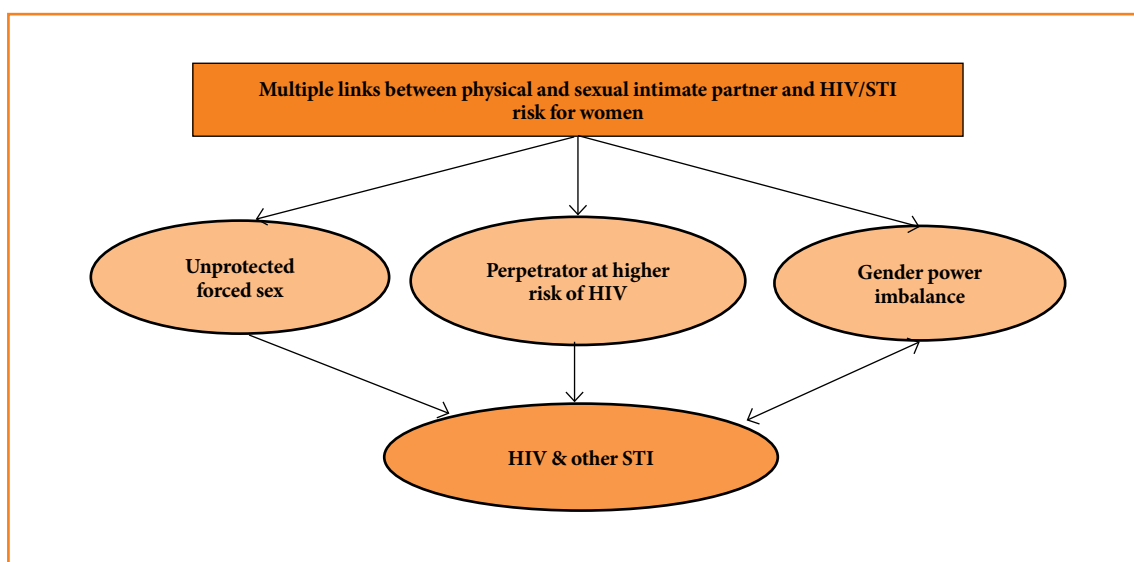 Multiple links between physical and sexual intimate partner and HIV/STI
risk for women
Unprotected
forced sex
Perpetrator at higher
risk of HIV
Gender power
imbalance
HIV & other STI